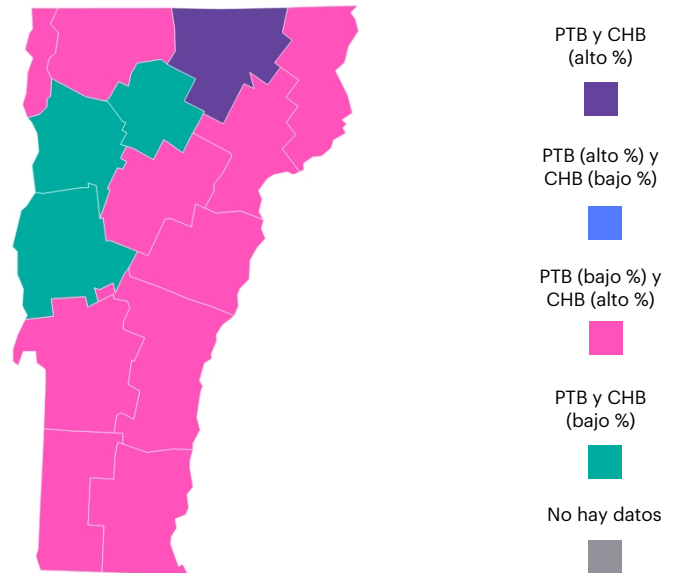 PTB y CHB
(alto %)
PTB (alto %) y
CHB (bajo %)
PTB (bajo %) y
CHB (alto %)
PTB y CHB
(bajo %)
No hay datos